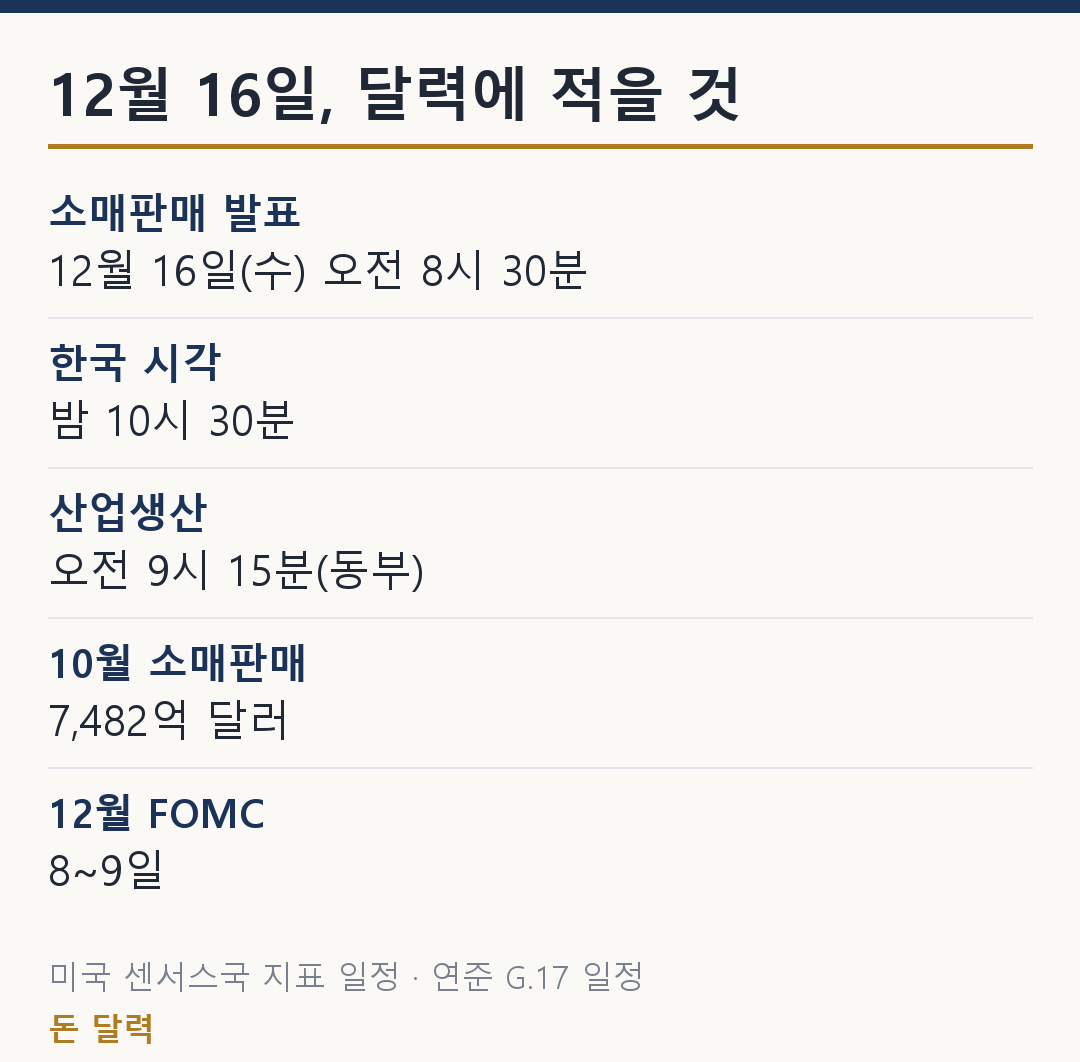 12월 16일, 달력에 적을 것
소매판매 발표
12월 16일(수) 오전 8시 30분
한국 시각
밤 10시 30분
산업생산
오전 9시 15분(동부)
10월 소매판매
7,482억 달러
12월 FOMC
8~9일
미국 센서스국 지표 일정 · 연준 G.17 일정
돈 달력